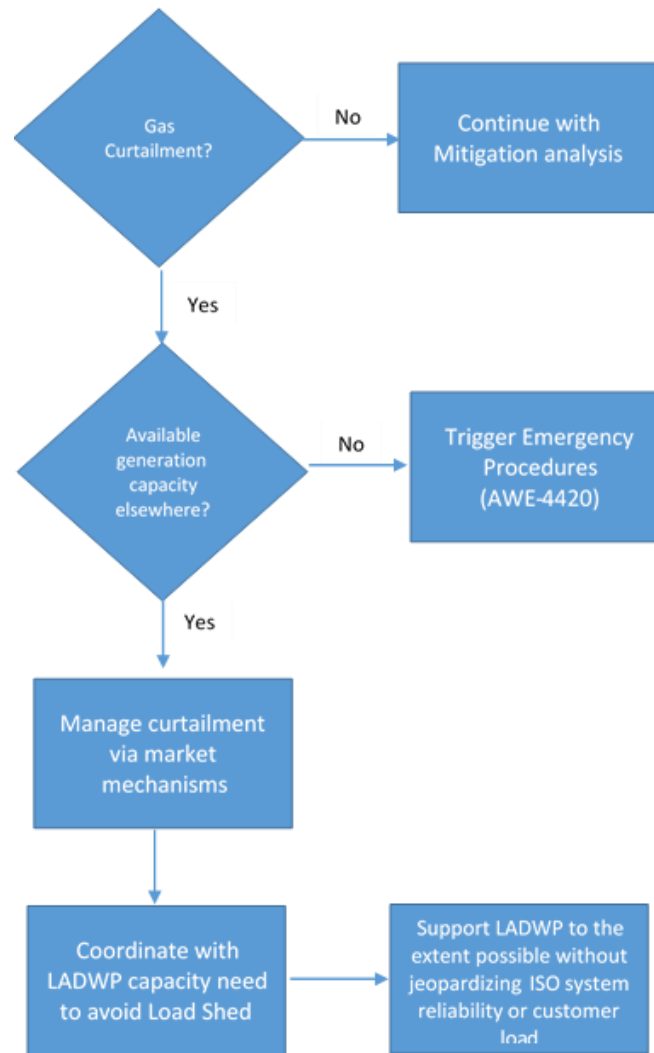 Gas
Curtailment?
No
Continue with
Mitigation analysis
Yes
Available
generation
capacity
elsewhere?
No
Trigger Emergency
Procedures
(AWE-4420)
Yes
Manage curtailment
via market
mechanisms
Coordinate with
LADWP capacity need
to avoid Load Shed
Support LADWP to the
extent possible without
jeopardizing ISO system
reliability or customer
load